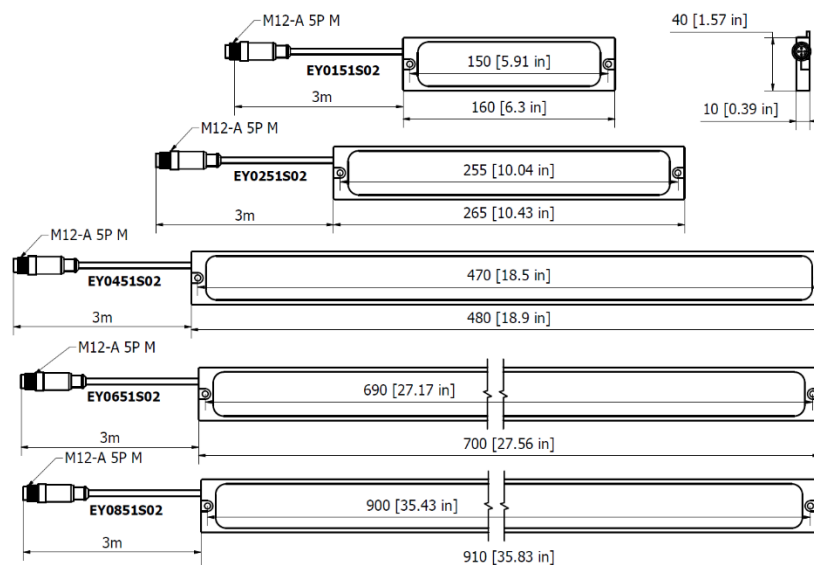 M12-A 5P M
40 [1.57 in]
150 [5.91 in]
EY0151S02
3m
160 [6.3 in]
10 [0.39 in]
M12-A 5P M
255 [10.04 in]
EY0251S02
3m
265 [10.43 in]
M12-A 5P M
470 [18.5 in]
EY0451S02
3m
480 [18.9 in]
M12-A 5P M
690 [27.17 in]
EY0651S02
3m
700 [27.56 in]
M12-A 5P M
900 [35.43 in]
EY0851S02
3m
910 [35.83 in]